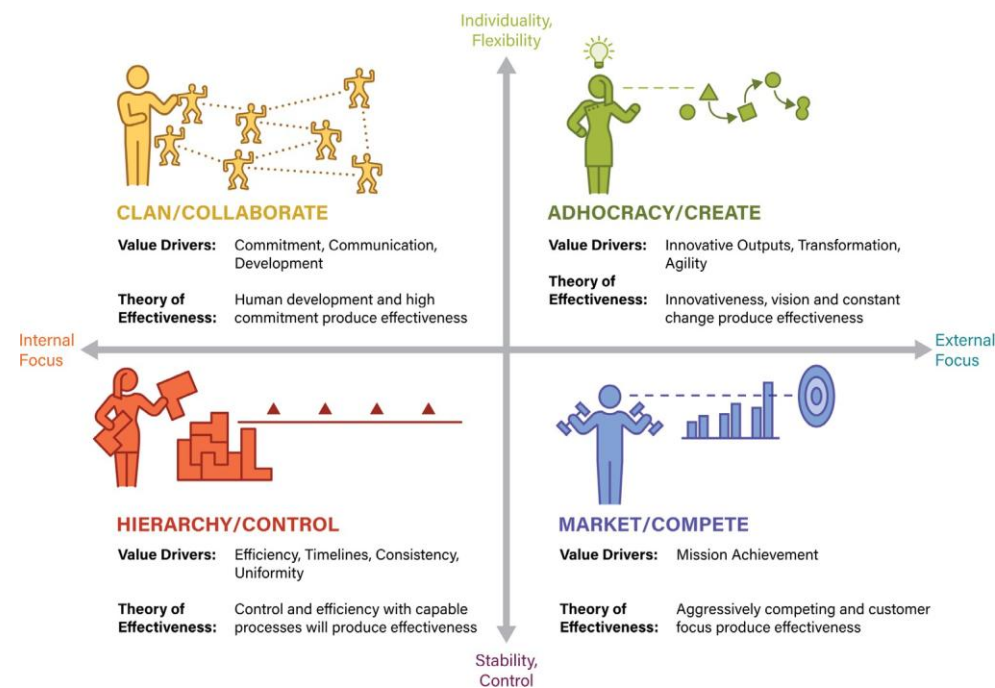 Individuality,
Flexibility
CLAN/COLLABORATE
Value Drivers: Commitment, Communication,
Development
Theory of Human development and high
Effectiveness: commitment produce effectiveness
ADHOCRACY/CREATE
Value Drivers: Innovative Outputs, Transformation,
Agility
Theory of
Effectiveness: Innovativeness, vision and constant
change produce effectiveness
Internal
Focus
External
Focus
HIERARCHY/CONTROL
Value Drivers: Efficiency, Timelines, Consistency,
Uniformity
Theory of Control and efficiency with capable
Effectiveness: processes will produce effectiveness
MARKET/COMPETE
Value Drivers: Mission Achievement
Theory of Aggressively competing and customer
Effectiveness: focus produce effectiveness
Stability,
Control